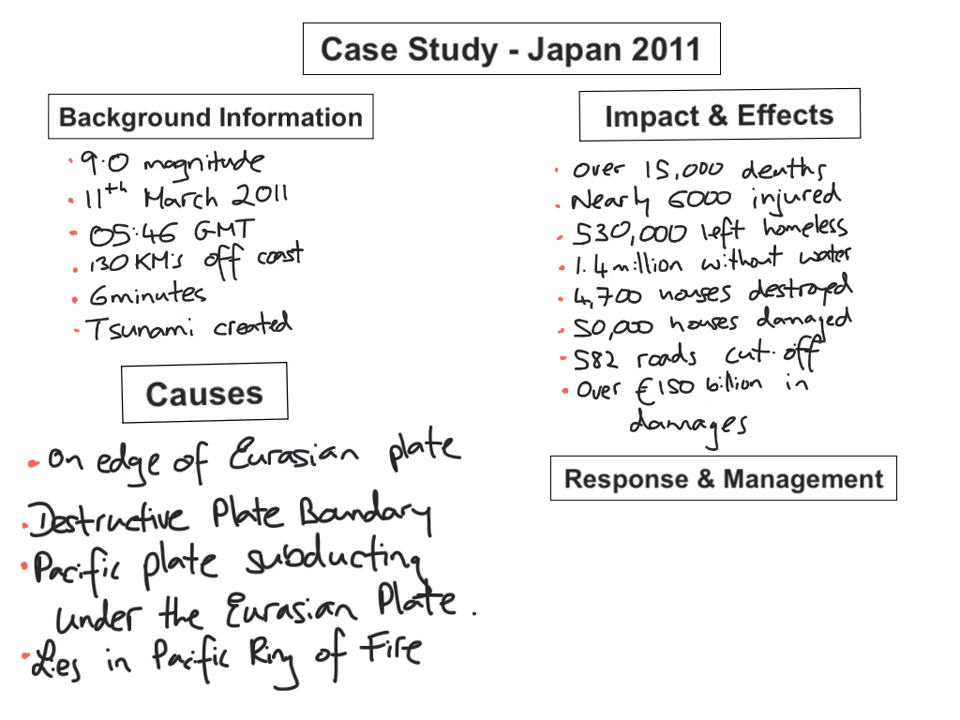 Case Study - Japan 2011
Background Information
· 9.0 magnitude
· 11th March 2011
· 05:46 GMT
· 130 KM's off coast
· 6 minutes
· Tsunami created
Causes
· On edge of Eurasian plate
· Destructive Plate Boundary
· Pacific plate subducting
under the Eurasian Plate.
· Lies in Pacific Ring of Fire
Impact & Effects
· Over 15,000 deaths
· Nearly 6000 injured
· 530,000 left homeless
· 1.4 million without water
· 4,700 houses destroyed
· 50,000 houses damaged
· 582 roads cut off
· Over €150 billion in
damages
Response & Management